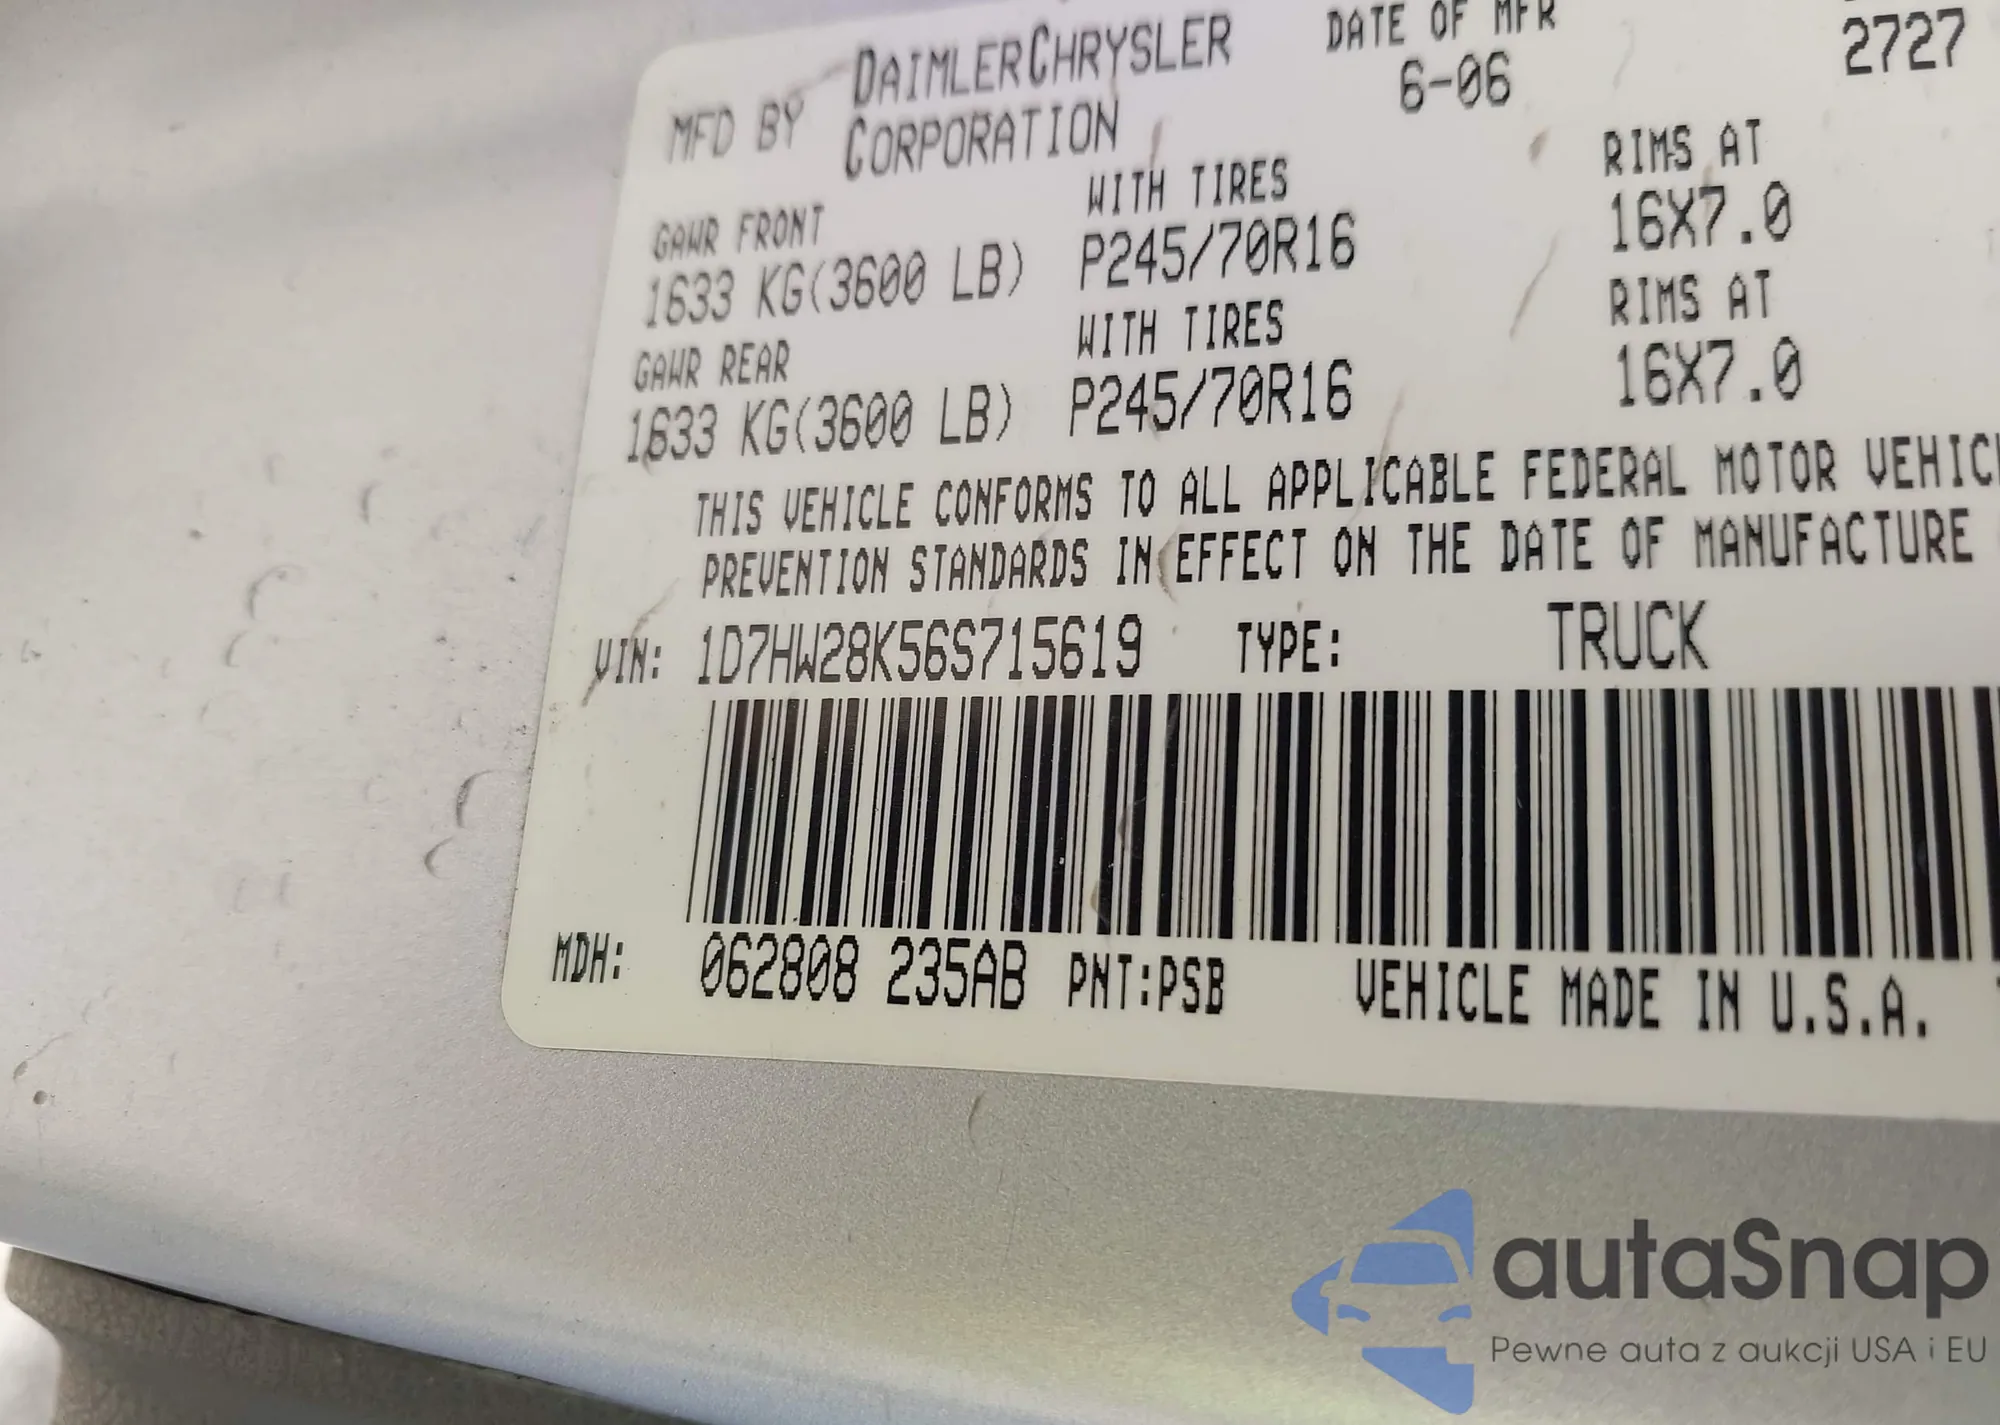 MFD BY DAIMLERCHRYSLER CORPORATION
DATE OF MFR
6-06
2727
GAWR FRONT WITH TIRES RIMS AT
1633 KG(3600 LB) P245/70R16 16X7.0
GAWR REAR WITH TIRES RIMS AT
1633 KG(3600 LB) P245/70R16 16X7.0
THIS VEHICLE CONFORMS TO ALL APPLICABLE FEDERAL MOTOR
PREVENTION STANDARDS IN EFFECT ON THE DATE OF MANUFACTURE
VIN: 1D7HW28K56S715619 TYPE: TRUCK
MDH: 062808 235AB PNT:PSB VEHICLE MADE IN U.S.A.
autaSnap
Pewne auta z aukcji USA i EU